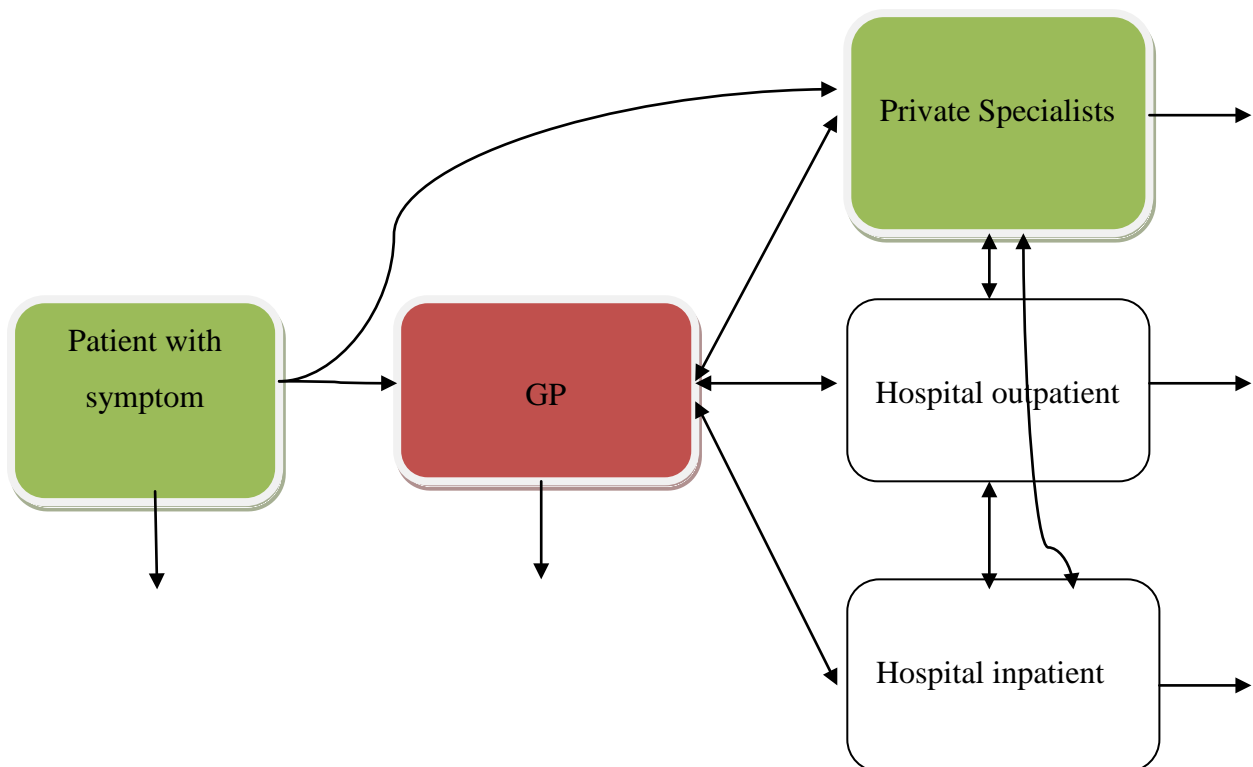 Private Specialists
Patient with
symptom
GP
Hospital outpatient
Hospital inpatient